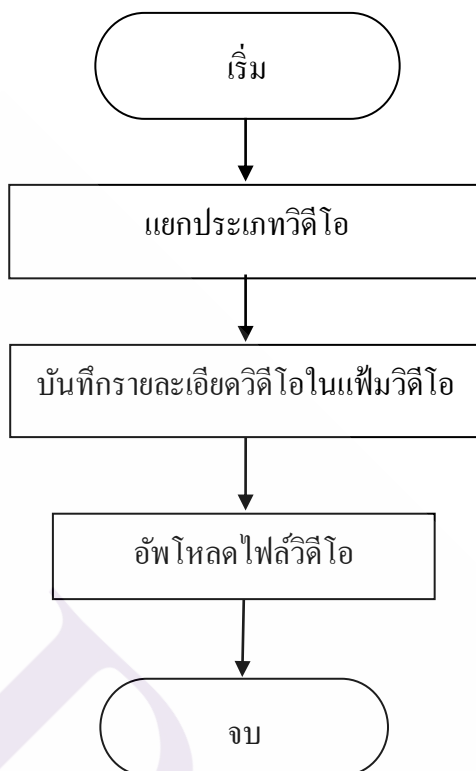 เริ่ม
แยกประเภทวิดีโอ
บันทึกรายละเอียดวิดีโอในแฟ้มวิดีโอ
อัพโหลดไฟล์วิดีโอ
จบ